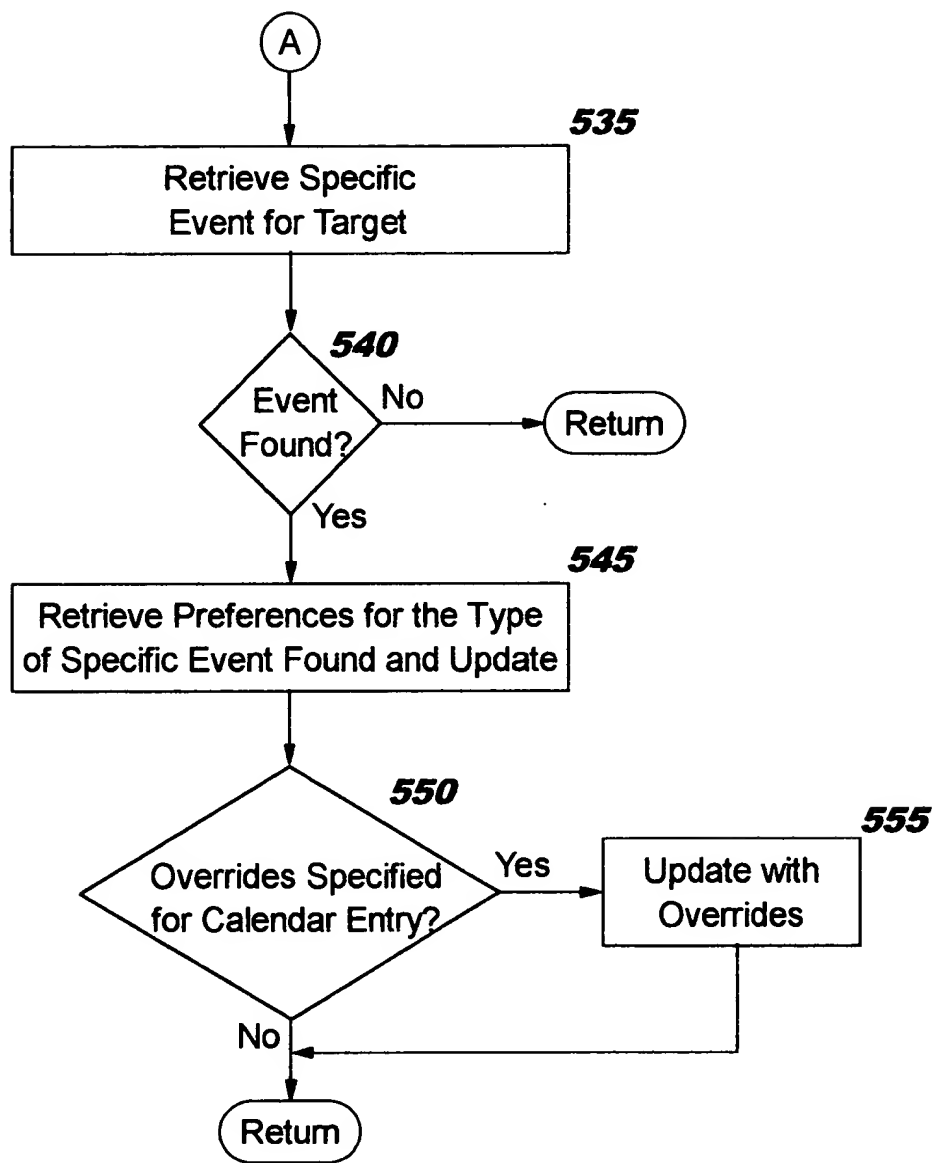 A
535
Retrieve Specific
Event for Target
540
Event
Found?
No
Return
Yes
545
Retrieve Preferences for the Type
of Specific Event Found and Update
550
Overrides Specified
for Calendar Entry?
Yes
555
Update with
Overrides
No
Return